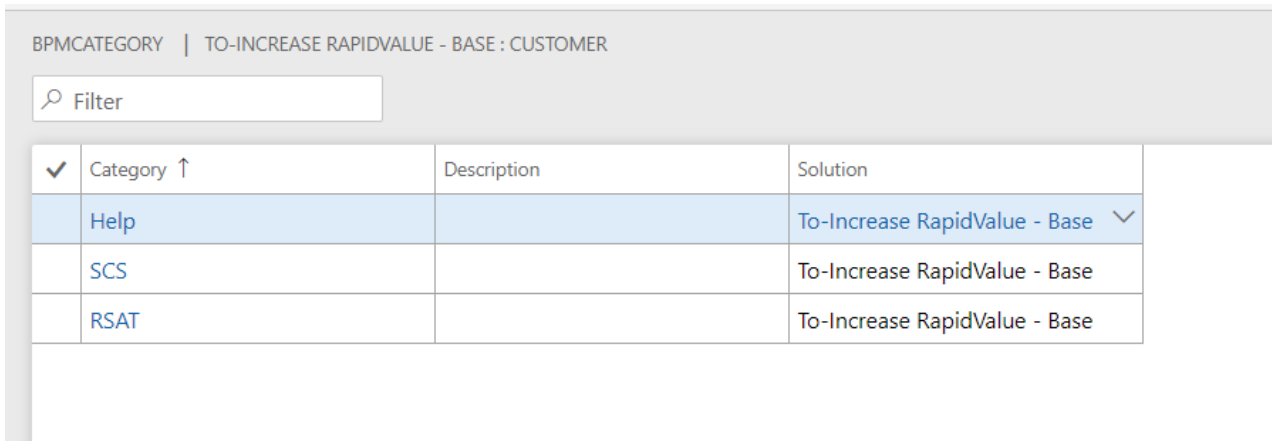 BPMCATEGORY | TO-INCREASE RAPIDVALUE - BASE : CUSTOMER
Filter
Category ↑ Description Solution
Help To-Increase RapidValue - Base
SCS To-Increase RapidValue - Base
RSAT To-Increase RapidValue - Base